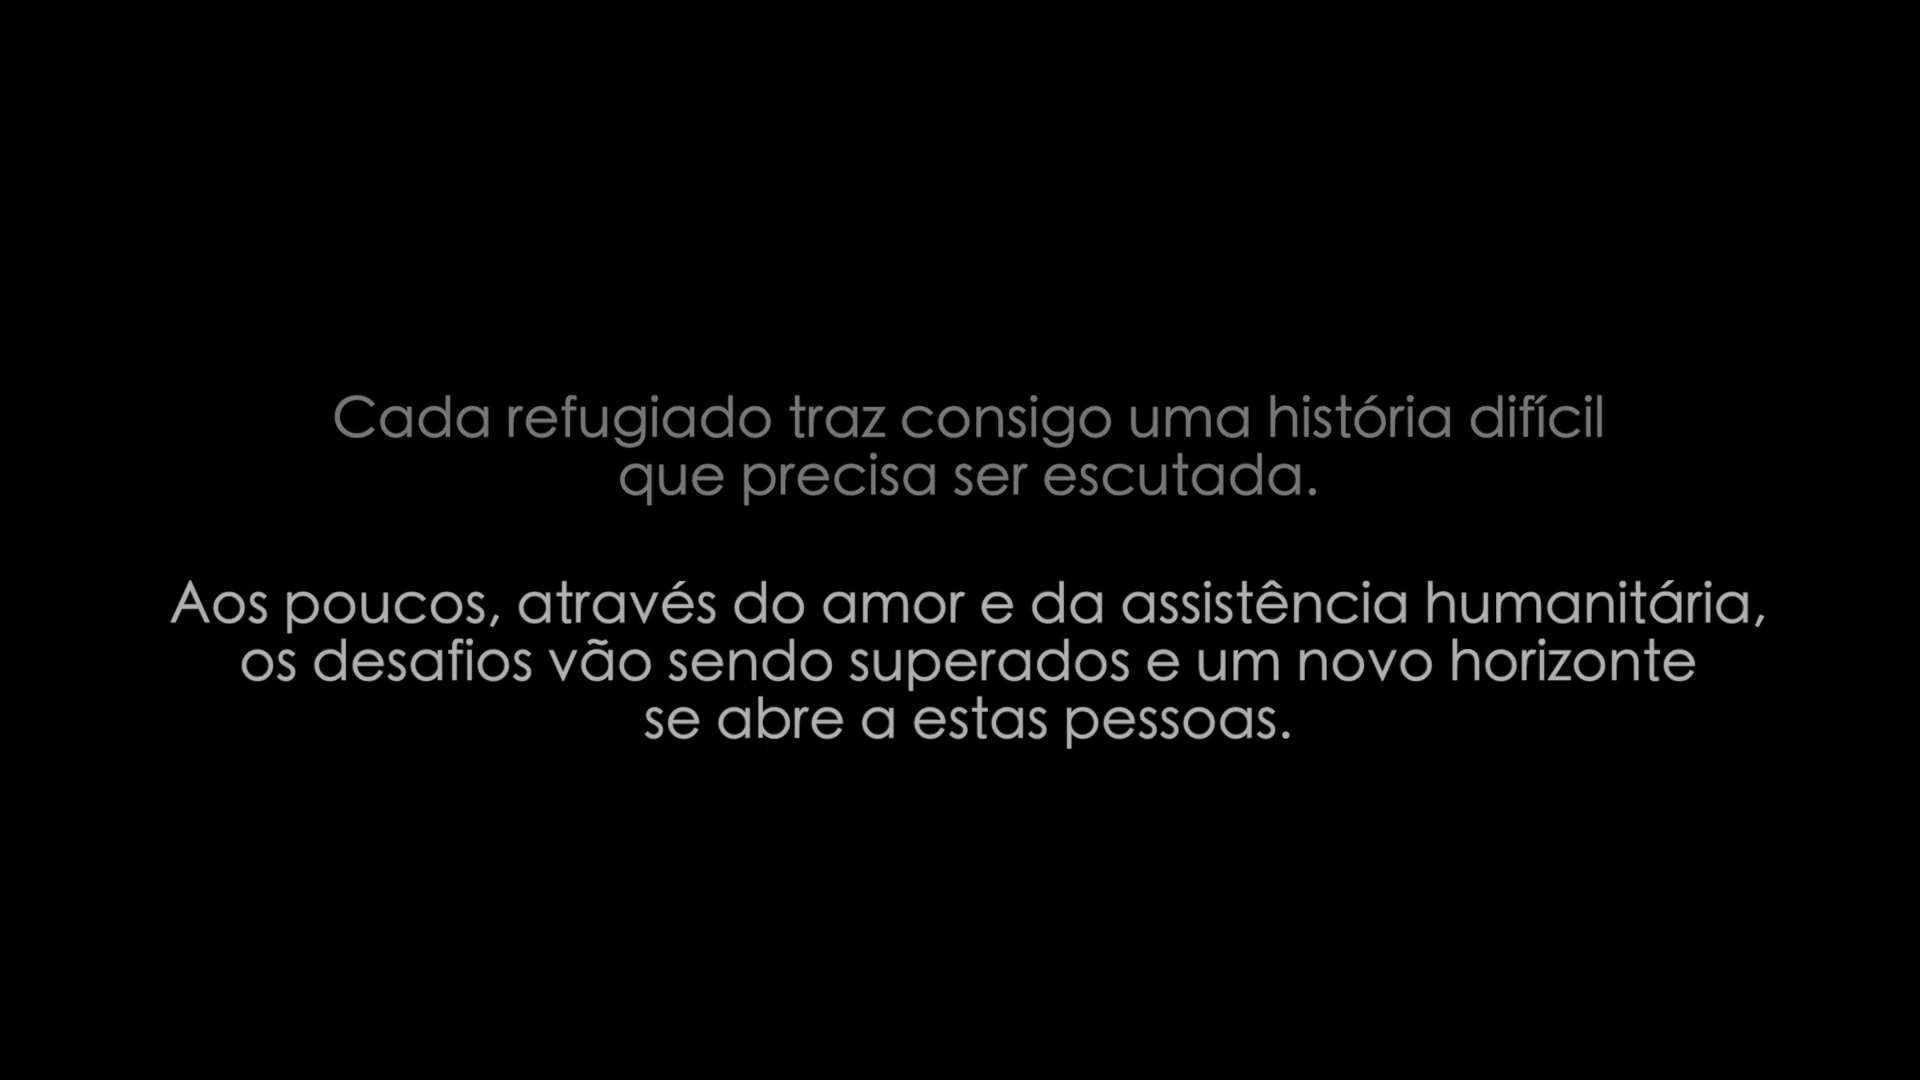 Cada refugiado traz consigo uma história difícil
que precisa ser escutada.
Aos poucos, através do amor e da assistência humanitária,
os desafios vão sendo superados e um novo horizonte
se abre a estas pessoas.